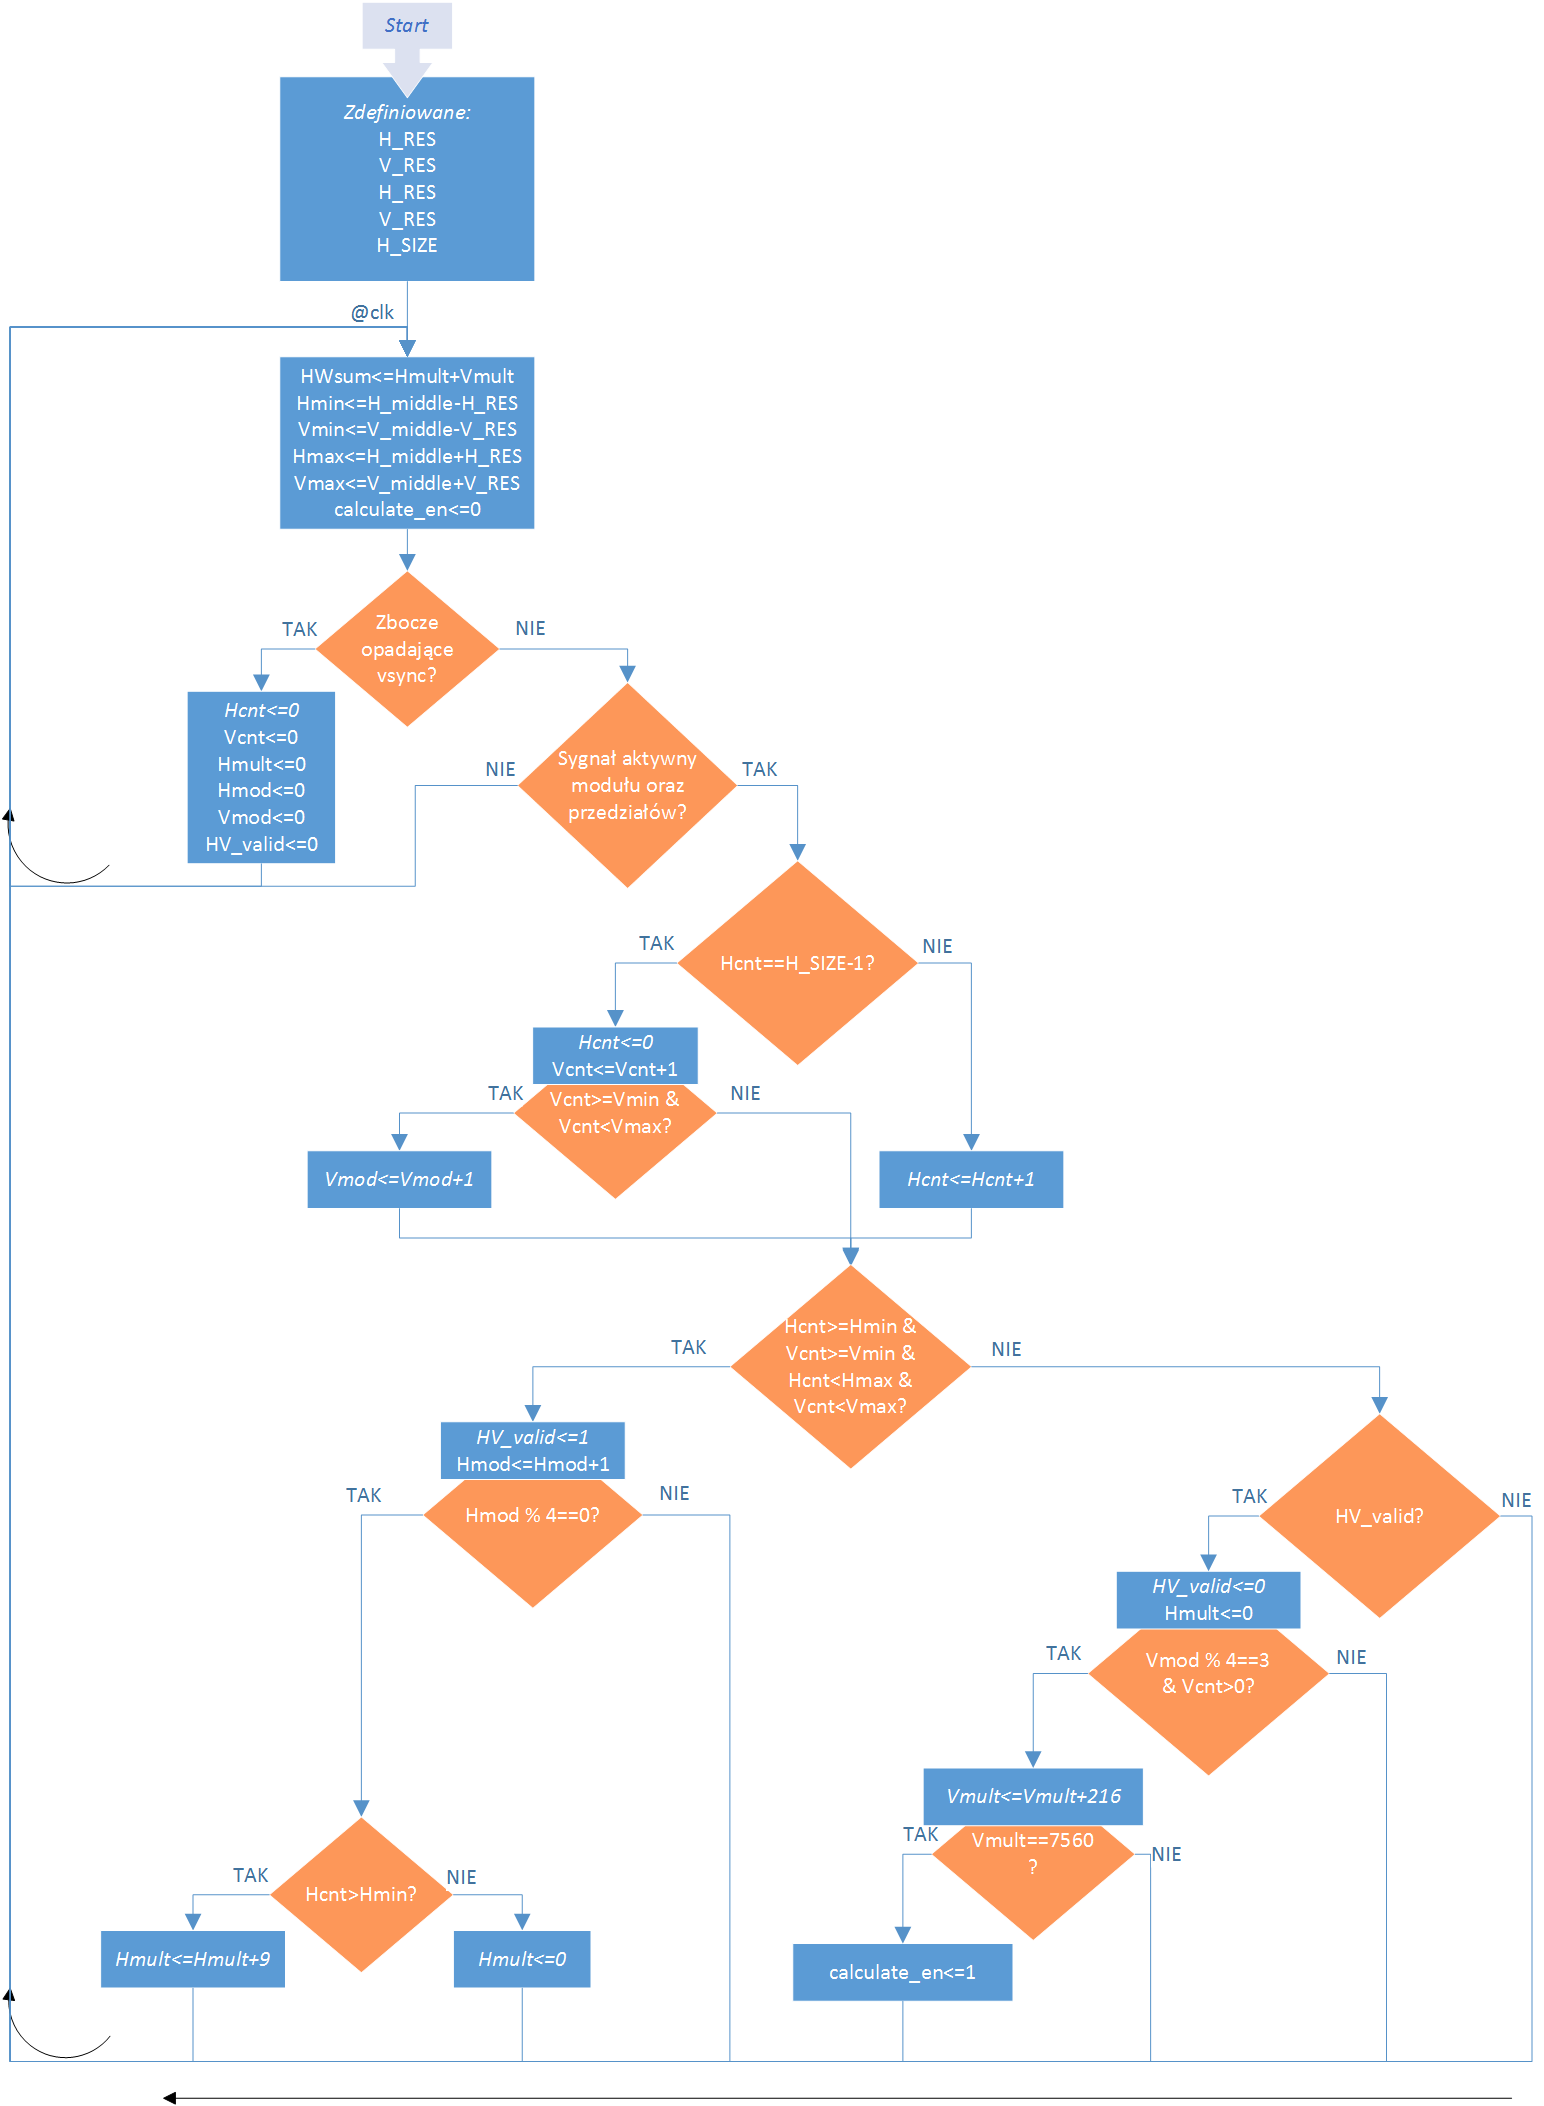 Start
Zdefiniowane:
H_RES
V_RES
H_RES
V_RES
H_SIZE
@clk
HWsum<=Hmult+Vmult
Hmin<=H_middle-H_RES
Vmin<=V_middle-V_RES
Hmax<=H_middle+H_RES
Vmax<=V_middle+V_RES
calculate_en<=0
Zbocze
opadające
vsync?
TAK
NIE
Hcnt<=0
Vcnt<=0
Hmult<=0
Hmod<=0
Vmod<=0
HV_valid<=0
Sygnał aktywny
modułu oraz
przedziałów?
NIE
TAK
Hcnt==H_SIZE-1?
TAK
NIE
Hcnt<=0
Vcnt<=Vcnt+1
Vcnt>=Vmin &
Vcnt<Vmax?
TAK
NIE
Vmod<=Vmod+1
Hcnt<=Hcnt+1
Hcnt>=Hmin &
Vcnt>=Vmin &
Hcnt<Hmax &
Vcnt<Vmax?
TAK
NIE
HV_valid<=1
Hmod<=Hmod+1
Hmod % 4==0?
TAK
NIE
HV_valid?
TAK
NIE
HV_valid<=0
Hmult<=0
Vmod % 4==3
& Vcnt>0?
TAK
NIE
Vmult<=Vmult+216
Vmult==7560
?
TAK
NIE
Hcnt>Hmin?
TAK
NIE
Hmult<=Hmult+9
Hmult<=0
calculate_en<=1